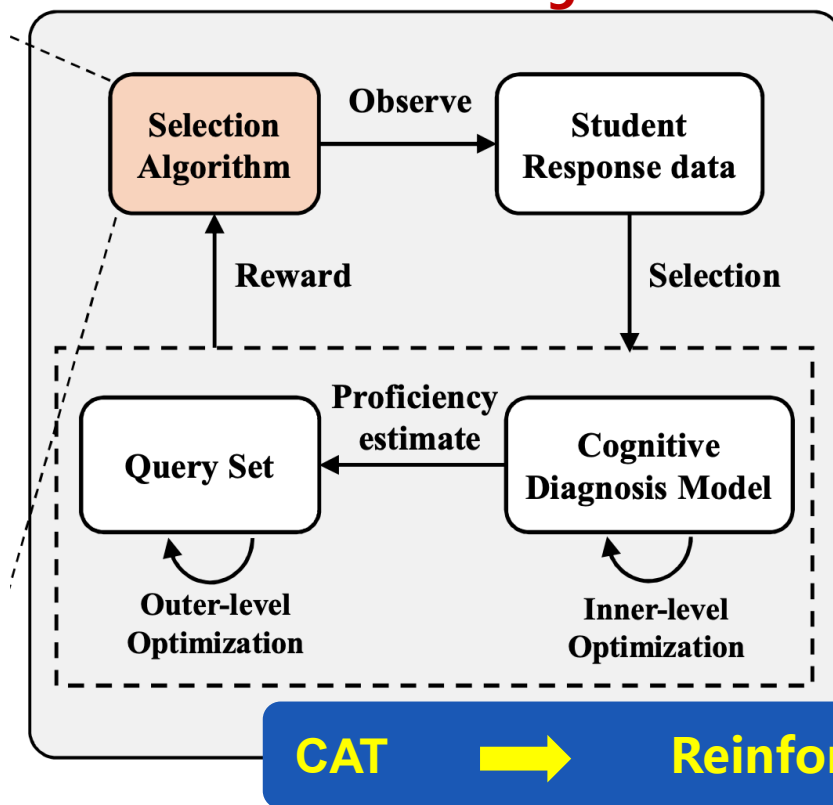 Observe
Selection
Algorithm
Student
Response data
Reward
Selection
Proficiency
estimate
Query Set
Cognitive
Diagnosis Model
Outer-level
Optimization
Inner-level
Optimization
CAT